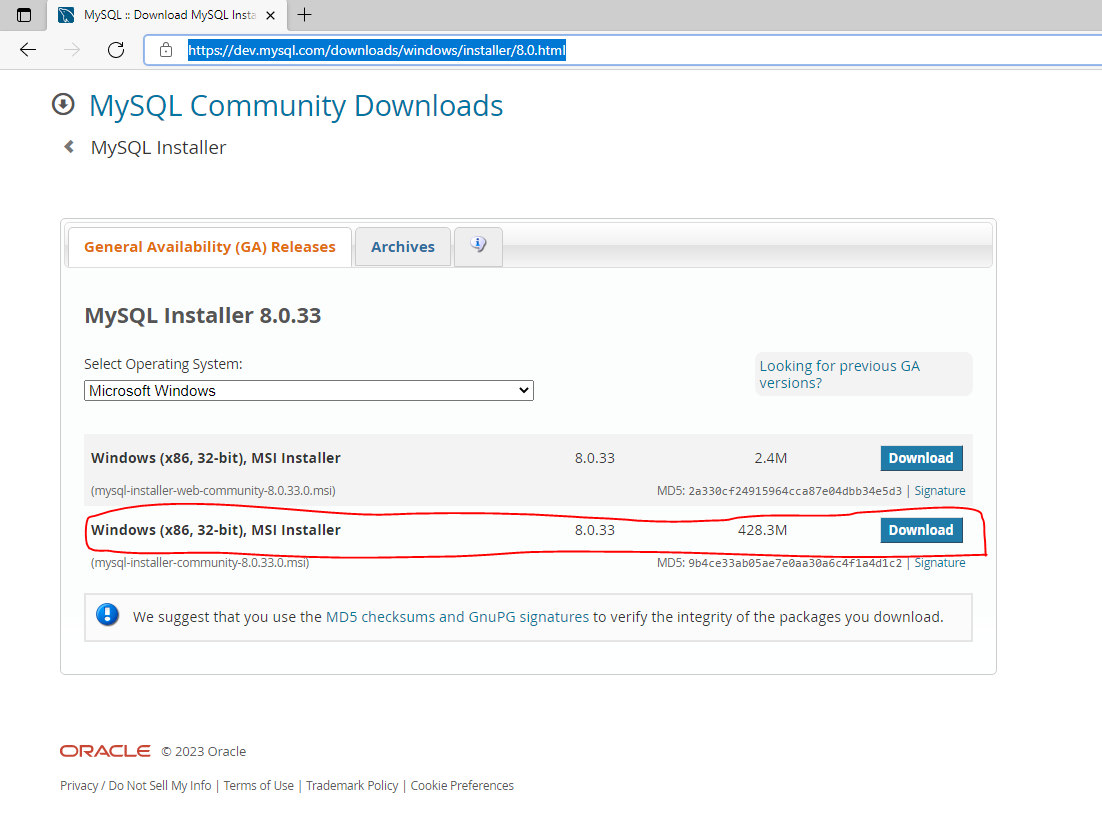 MySQL :: Download MySQL Insta
https://dev.mysql.com/downloads/windows/installer/8.0.html
MySQL Community Downloads
MySQL Installer
General Availability (GA) Releases
Archives
MySQL Installer 8.0.33
Select Operating System:
Looking for previous GA versions?
Microsoft Windows
Windows (x86, 32-bit), MSI Installer 8.0.33 2.4M Download
(mysql-installer-web-community-8.0.33.0.msi) MD5: 2a330cf24915964cca87e04dbb34e5d3 | Signature
Windows (x86, 32-bit), MSI Installer 8.0.33 428.3M Download
(mysql-installer-community-8.0.33.0.msi) MD5: 9b4ce33ab05ae7e0aa30a6c4f1a4d1c2 | Signature
We suggest that you use the MD5 checksums and GnuPG signatures to verify the integrity of the packages you download.
ORACLE © 2023 Oracle
Privacy / Do Not Sell My Info | Terms of Use | Trademark Policy | Cookie Preferences